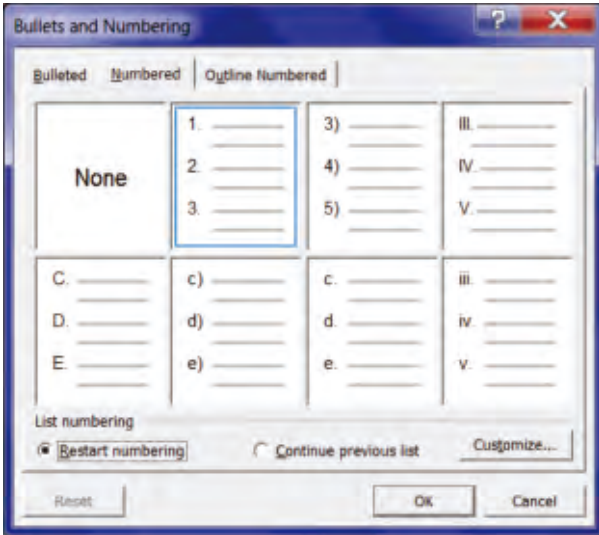 Bullets and Numbering
Bulleted Numbered Outline Numbered
None
1.
2.
3.
3)
4)
5)
III.
IV.
V.
C.
D.
E.
c)
d)
e)
c.
d.
e.
iii.
iv.
v.
List numbering
Restart numbering Continue previous list Customize...
Reset OK Cancel